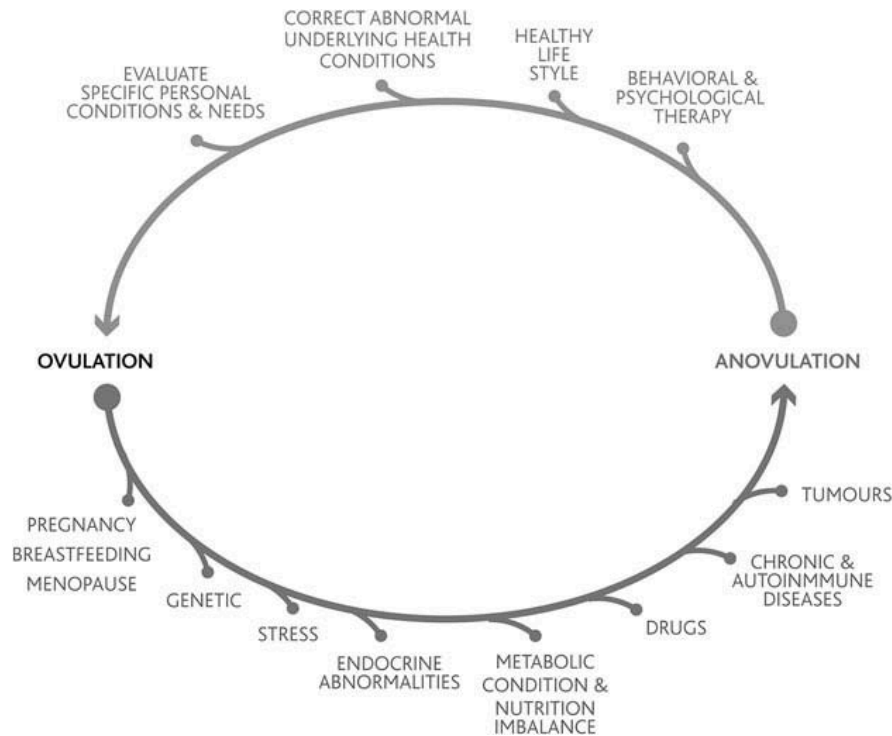 CORRECT ABNORMAL
UNDERLYING HEALTH
CONDITIONS
HEALTHY
LIFE
STYLE
EVALUATE
SPECIFIC PERSONAL
CONDITIONS & NEEDS
BEHAVIORAL &
PSYCHOLOGICAL
THERAPY
OVULATION
ANOVULATION
PREGNANCY
BREASTFEEDING
MENOPAUSE
GENETIC
STRESS
ENDOCRINE
ABNORMALITIES
METABOLIC
CONDITION &
NUTRITION
IMBALANCE
DRUGS
CHRONIC &
AUTOINMMUNE
DISEASES
TUMOURS